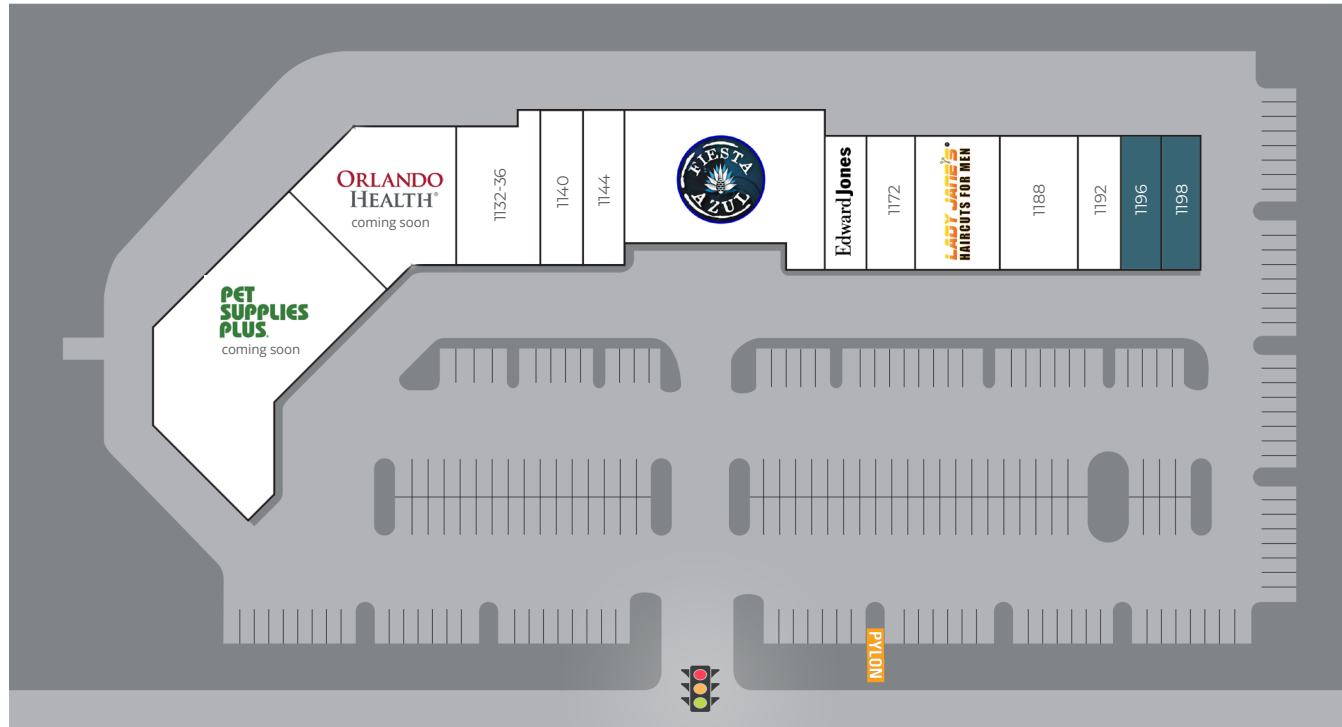 ORLANDO
HEALTH®
coming soon
PET
SUPPLIES
PLUS.
coming soon
1132-36
1140
1144
FIESTA
AZUL
Edward Jones
1172
LADY JANE'S®
HAIRCUTS FOR MEN
1188
1192
1196
1198
PYLON